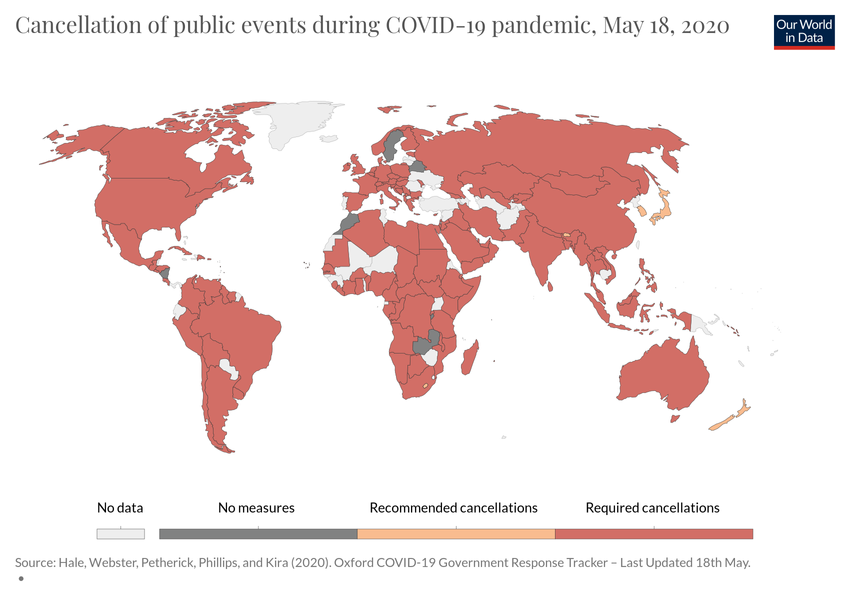 Cancellation of public events during COVID-19 pandemic, May 18, 2020
Our World
in Data
No data
No measures
Recommended cancellations
Required cancellations
Source: Hale, Webster, Petherick, Phillips, and Kira (2020). Oxford COVID-19 Government Response Tracker – Last Updated 18th May.
•